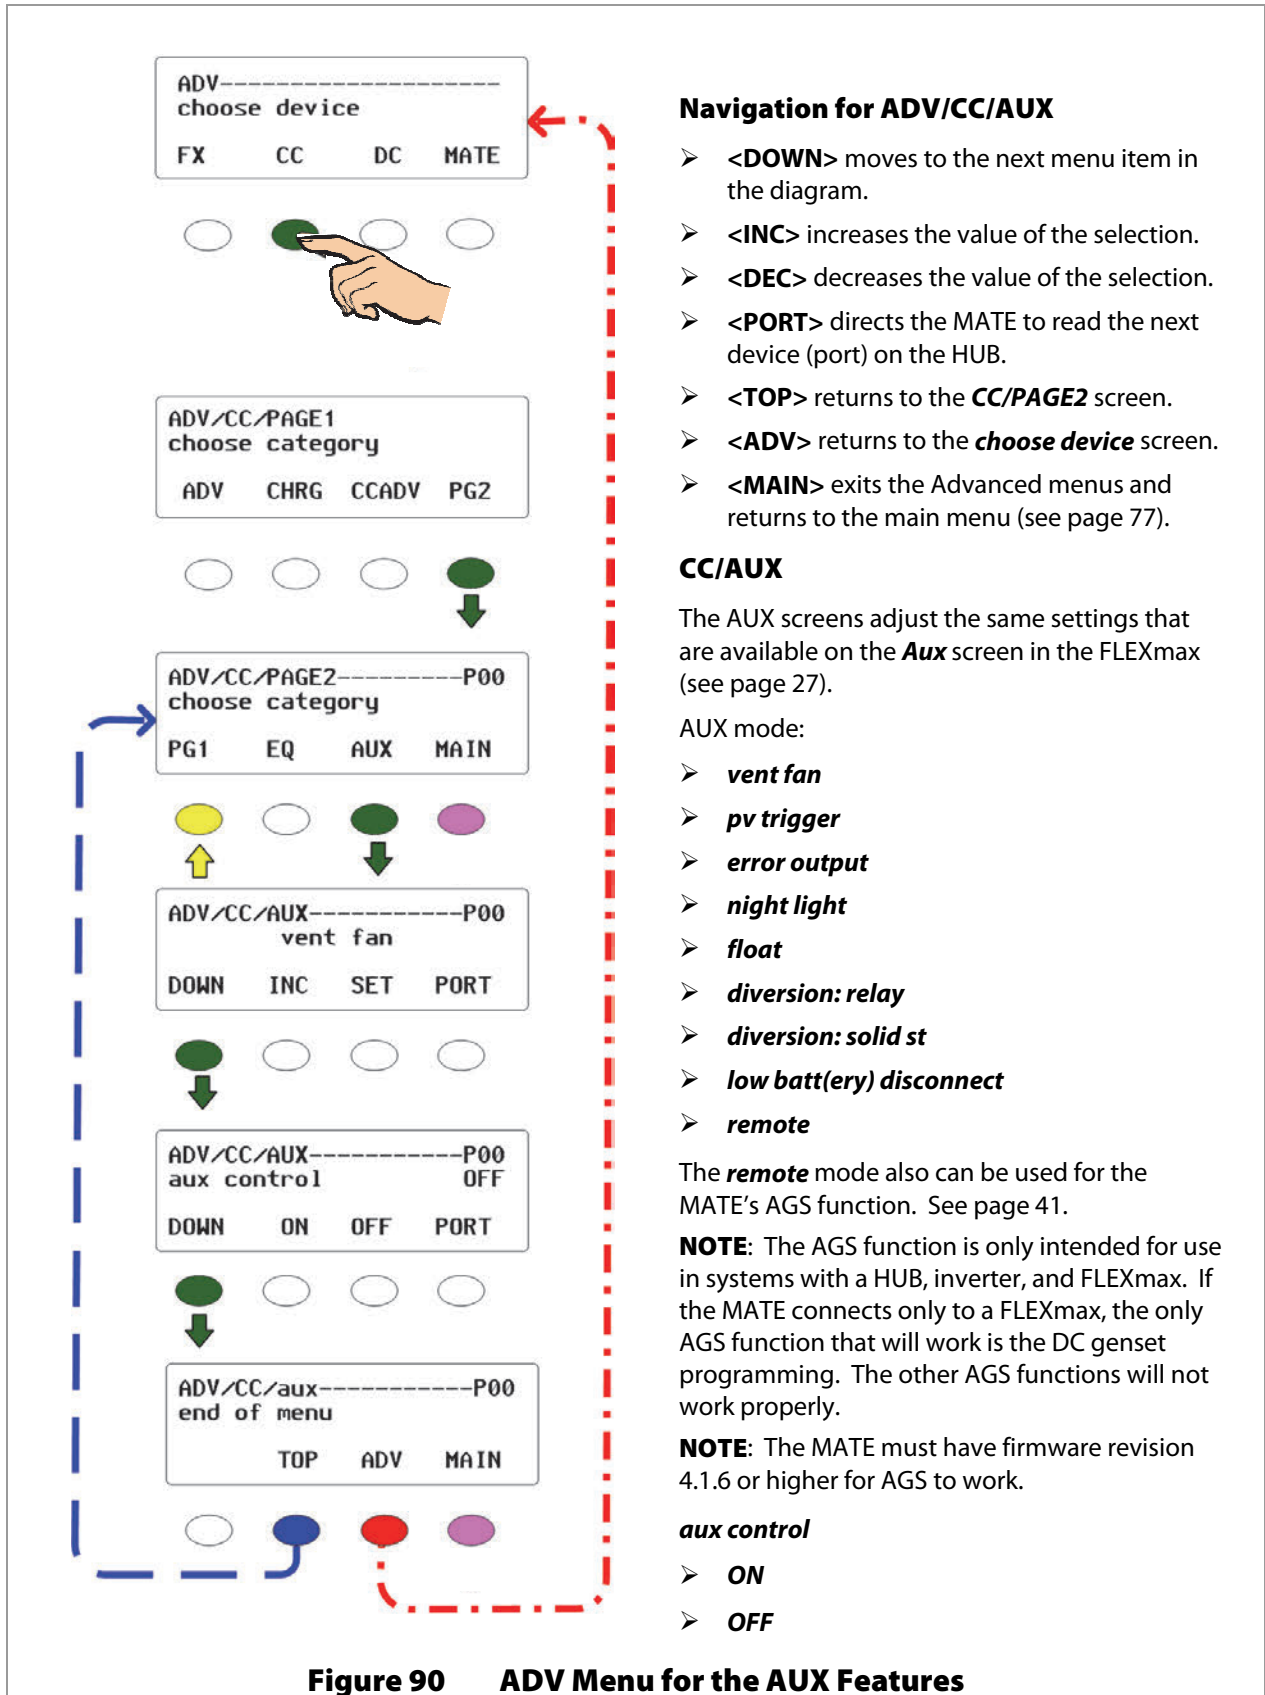 ADV----------------------
choose device
FX CC DC MATE
ADV/CC/PAGE1
choose category
ADV CHRG CCADV PG2
ADV/CC/PAGE2---------P00
choose category
PG1 EQ AUX MAIN
ADV/CC/AUX-----------P00
vent fan
DOWN INC SET PORT
ADV/CC/AUX-----------P00
aux control OFF
DOWN ON OFF PORT
ADV/CC/aux-----------P00
end of menu
TOP ADV MAIN
Navigation for ADV/CC/AUX
➢ <DOWN> moves to the next menu item in
the diagram.
➢ <INC> increases the value of the selection.
➢ <DEC> decreases the value of the selection.
➢ <PORT> directs the MATE to read the next
device (port) on the HUB.
➢ <TOP> returns to the CC/PAGE2 screen.
➢ <ADV> returns to the choose device screen.
➢ <MAIN> exits the Advanced menus and
returns to the main menu (see page 77).
CC/AUX
The AUX screens adjust the same settings that
are available on the Aux screen in the FLEXmax
(see page 27).
AUX mode:
➢ vent fan
➢ pv trigger
➢ error output
➢ night light
➢ float
➢ diversion: relay
➢ diversion: solid st
➢ low batt(ery) disconnect
➢ remote
The remote mode also can be used for the
MATE's AGS function. See page 41.
NOTE: The AGS function is only intended for use
in systems with a HUB, inverter, and FLEXmax. If
the MATE connects only to a FLEXmax, the only
AGS function that will work is the DC genset
programming. The other AGS functions will not
work properly.
NOTE: The MATE must have firmware revision
4.1.6 or higher for AGS to work.
aux control
➢ ON
➢ OFF
Figure 90 ADV Menu for the AUX Features